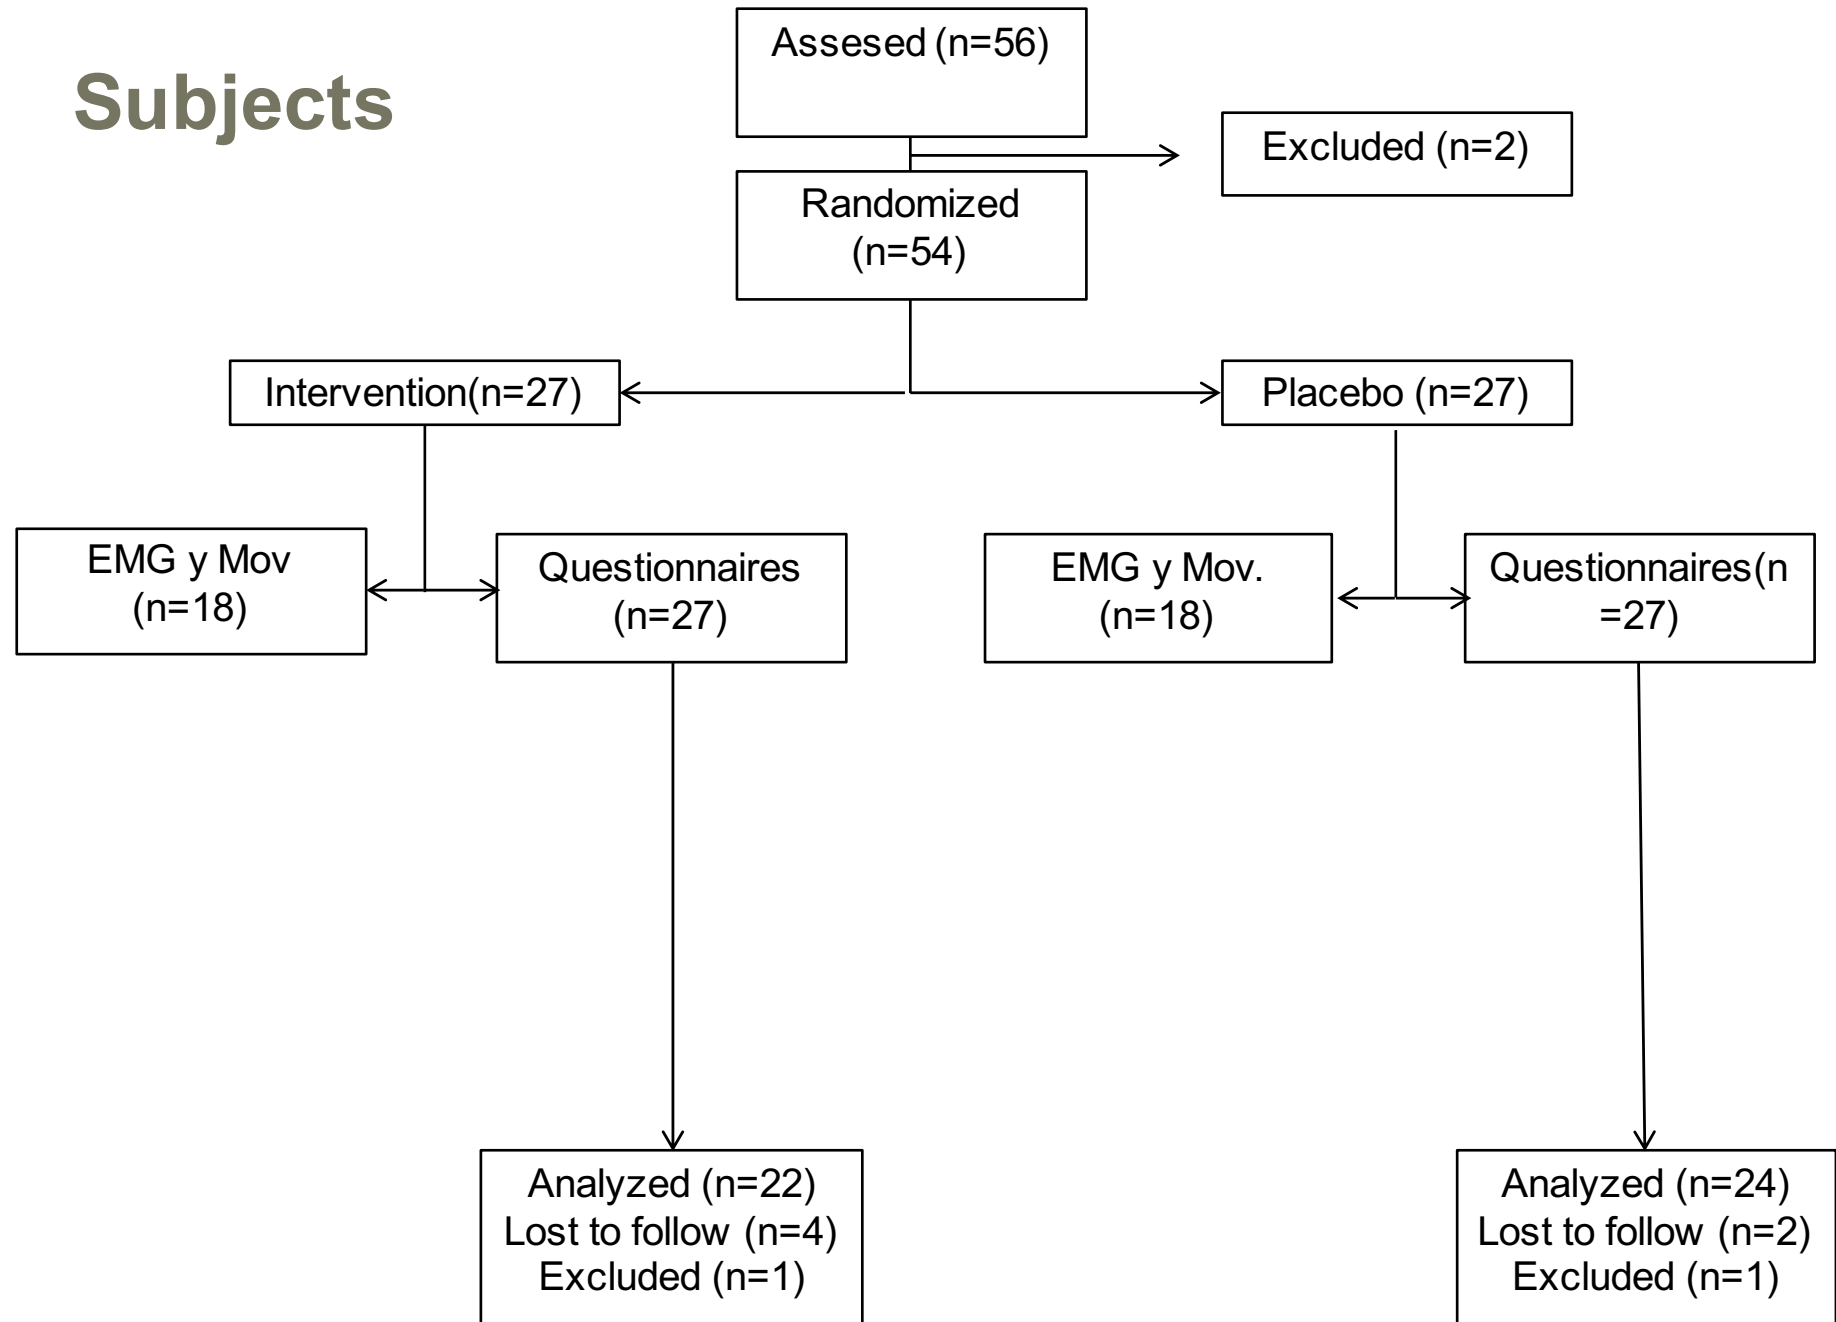 Subjects
Assesed (n=56)
Excluded (n=2)
Randomized
(n=54)
Intervention(n=27)
Placebo (n=27)
EMG y Mov
(n=18)
Questionnaires
(n=27)
EMG y Mov.
(n=18)
Questionnaires(n
=27)
Analyzed (n=22)
Lost to follow (n=4)
Excluded (n=1)
Analyzed (n=24)
Lost to follow (n=2)
Excluded (n=1)